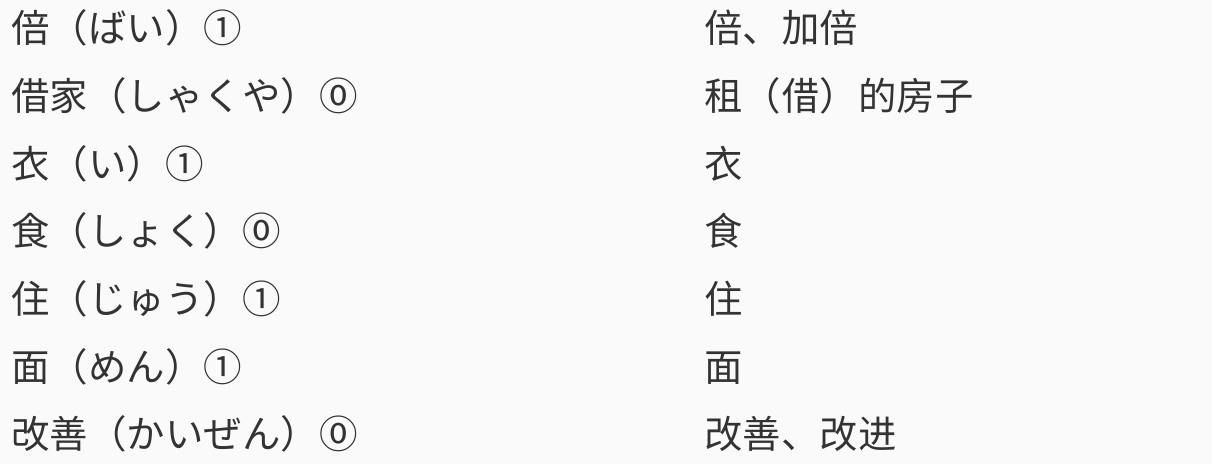 倍（ばい）① 倍、加倍
借家（しゃくや）⓪ 租（借）的房子
衣（い）① 衣
食（しょく）⓪ 食
住（じゅう）① 住
面（めん）① 面
改善（かいぜん）⓪ 改善、改进